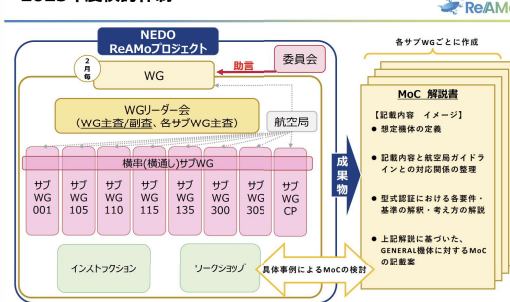 ReAMo
NEDO
ReAMoプロジェクト
各サブWGごとに作成
2
月
毎
WG
助言
委員会
WGリーダー会
(WG主査/副査、各サブWG主査)
航空局
横串(横通し)サブWG
サブ
WG
001
サブ
WG
105
サブ
WG
110
サブ
WG
115
サブ
WG
135
サブ
WG
300
サブ
WG
305
サブ
WG
CP
インストラクション
ワークショップ
具体事例によるMoCの検討
成
果
物
MoC 解説書
【記載内容 イメージ】
● 想定機体の定義
● 記載内容と航空局ガイドラ
インとの対応関係の整理
● 型式認証における各要件・
基準の解釈・考え方の解説
● 上記解説に基づいた、
GENERAL機体に対するMoC
の記載案